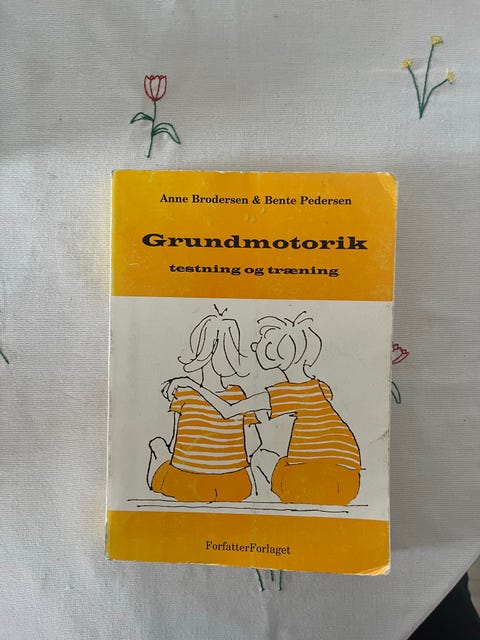 Anne Brodersen & Bente Pedersen
Grundmotorik
testning og træning
ForfatterForlaget